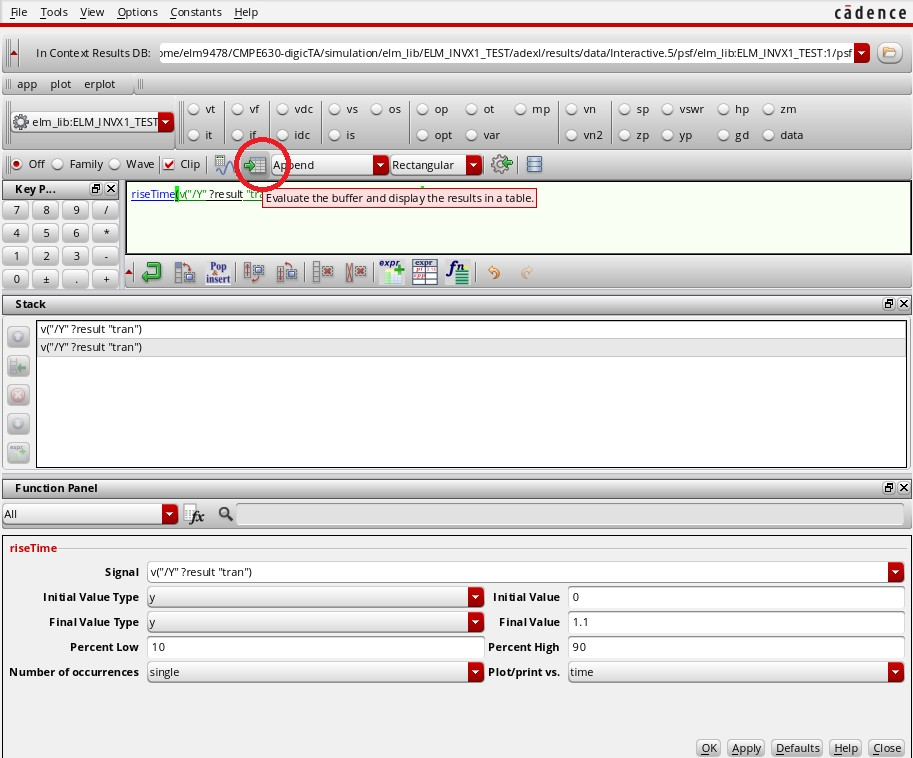 File Tools View Options Constants Help
cādence
In Context Results DB: ome/elm9478/CMPE630-digicTA/simulation/elm_lib/ELM_INVX1_TEST/adexl/results/data/Interactive.5/psf/elm_lib:ELM_INVX1_TEST:1/psf
app plot erplot
vt vf vdc vs os op ot mp vn sp vswr hp zm
elm_lib:ELM_INVX1_TEST
it if idc is opt var vn2 zp yp gd data
Off Family Wave Clip Append Rectangular
Key P...
riseTime(v("/Y" ?result "tra
Evaluate the buffer and display the results in a table.
7 8 9 /
4 5 6 *
1 2 3 -
0 ± . +
Pop
insert
expr
expr
fn
Stack
v("/Y" ?result "tran")
v("/Y" ?result "tran")
expr
Function Panel
All
fx
riseTime
Signal v("/Y" ?result "tran")
Initial Value Type y Initial Value 0
Final Value Type y Final Value 1.1
Percent Low 10 Percent High 90
Number of occurrences single Plot/print vs. time
OK Apply Defaults Help Close